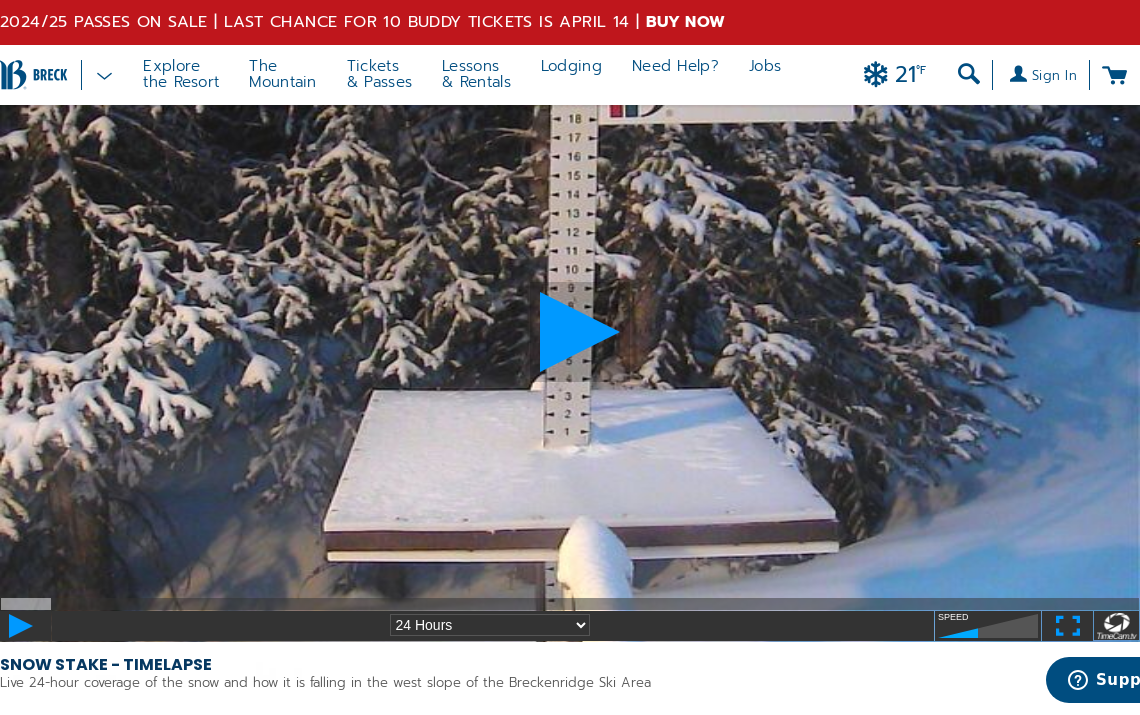 2024/25 PASSES ON SALE | LAST CHANCE FOR 10 BUDDY TICKETS IS APRIL 14 | BUY NOW
BRECK
Explore
the Resort
The
Mountain
Tickets
& Passes
Lessons
& Rentals
Lodging
Need Help?
Jobs
21°F
Sign In
18
17
16
15
14
13
12
11
10
9
8
5
4
3
2
1
24 Hours
SPEED
TimeCam.tv
SNOW STAKE - TIMELAPSE
Live 24-hour coverage of the snow and how it is falling in the west slope of the Breckenridge Ski Area
Supp